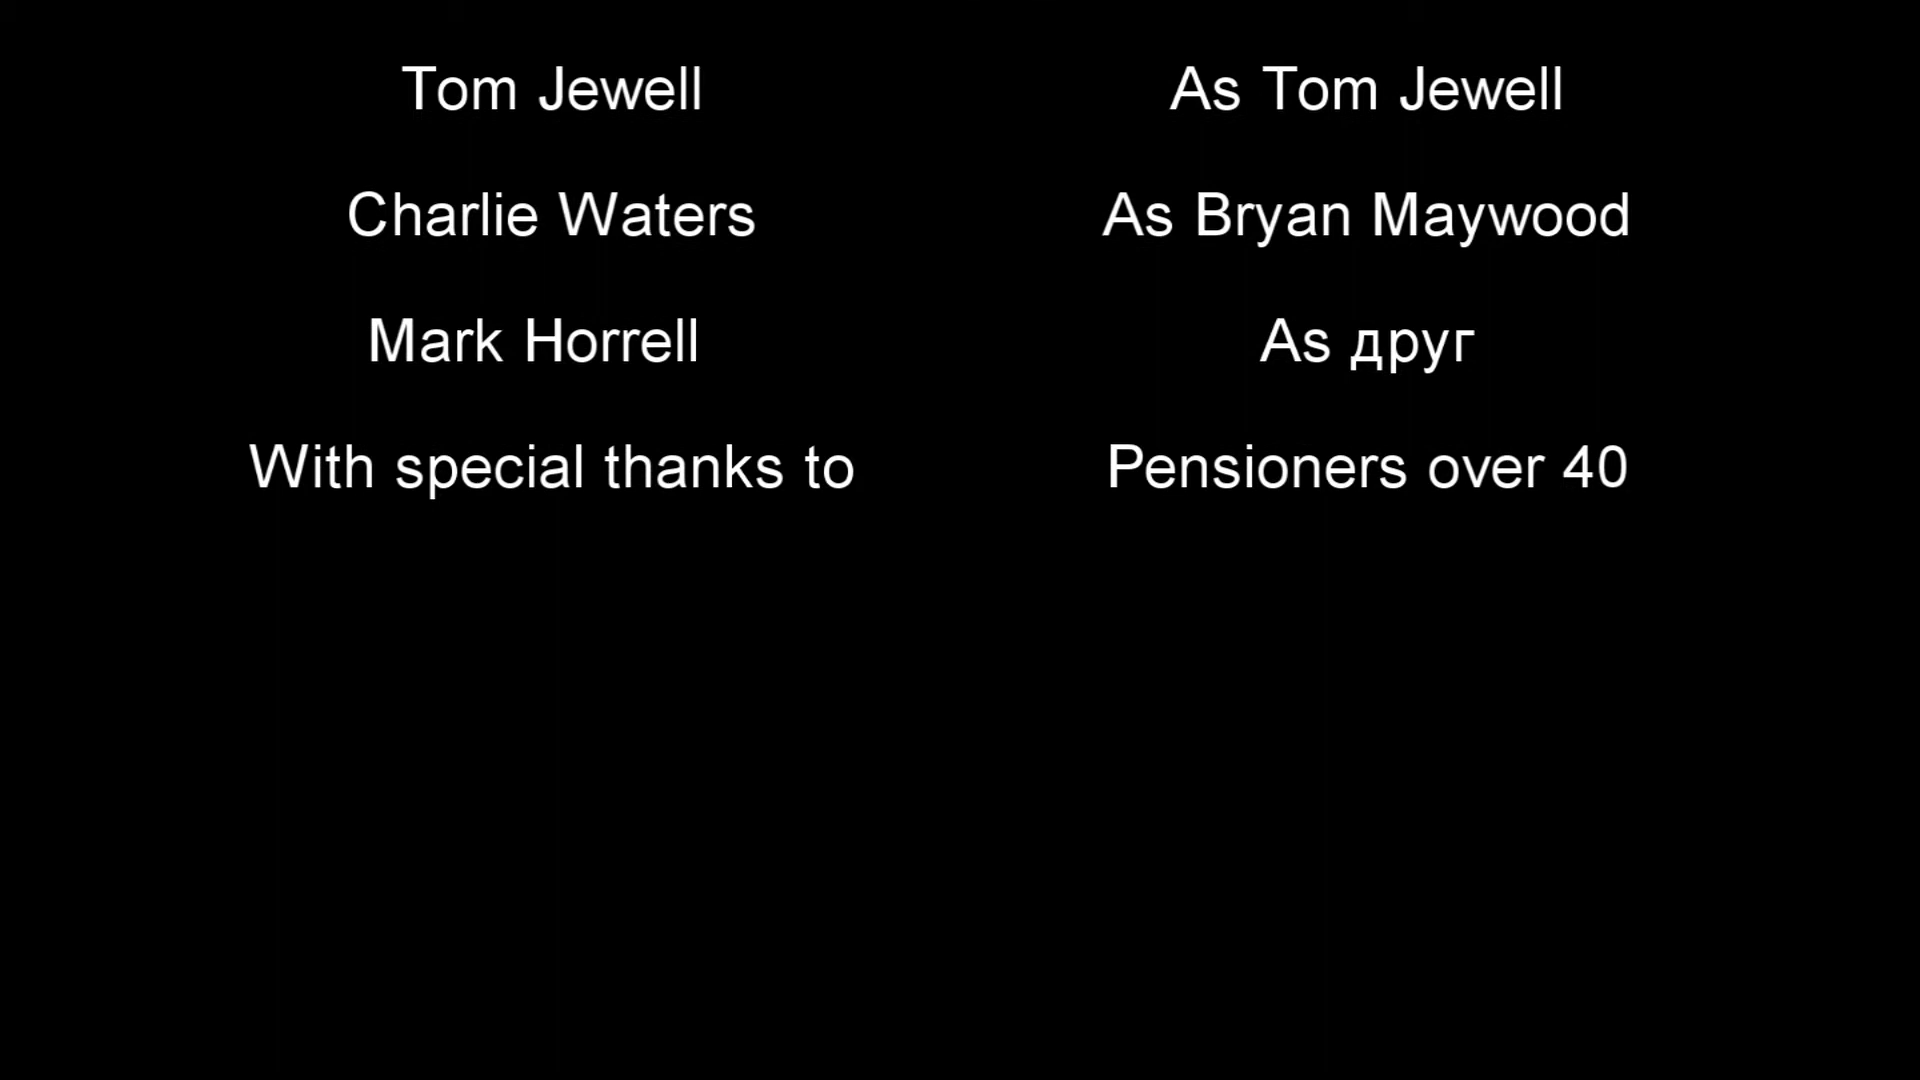 Tom Jewell As Tom Jewell
Charlie Waters As Bryan Maywood
Mark Horrell As друг
With special thanks to Pensioners over 40